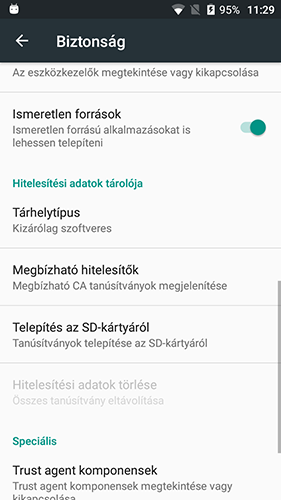 95% 11:29
Biztonság
Az eszközkezelők megtekintése vagy kikapcsolása
Ismeretlen források
Ismeretlen forrású alkalmazásokat is
lehessen telepíteni
Hitelesítési adatok tárolója
Tárhelytípus
Kizárólag szoftveres
Megbízható hitelesítők
Megbízható CA tanúsítványok megjelenítése
Telepítés az SD-kártyáról
Tanúsítványok telepítése az SD-kártyáról
Hitelesítési adatok törlése
Összes tanúsítvány eltávolítása
Speciális
Trust agent komponensek
Trust agent komponensek megtekintése vagy
kikapcsolása